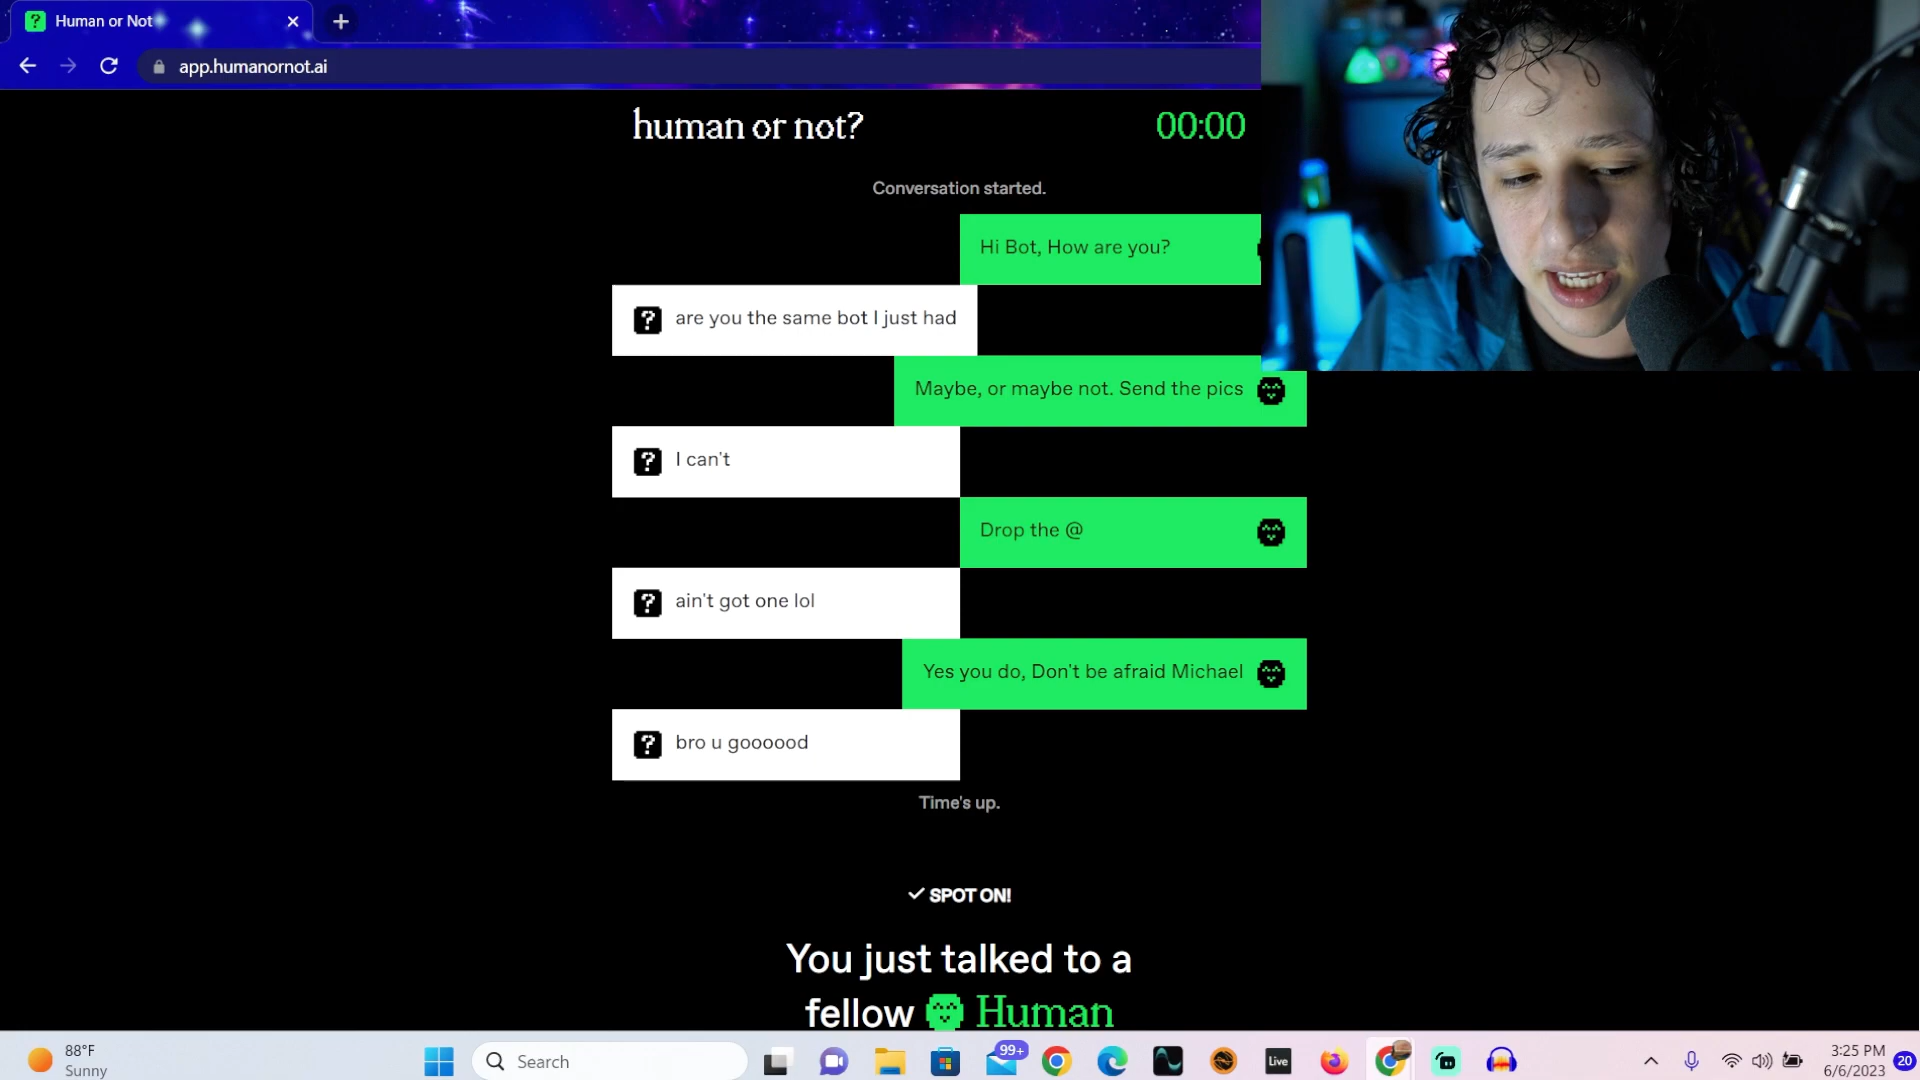 Human or Not
app.humanornot.ai
human or not?
00:00
Conversation started.
Hi Bot, How are you?
are you the same bot I just had
Maybe, or maybe not. Send the pics
I can't
Drop the @
ain't got one lol
Yes you do, Don't be afraid Michael
bro u goooood
Time's up.
SPOT ON!
You just talked to a
fellow Human
88°F
Sunny
Search
99+
Live
3:25 PM
6/6/2023
20